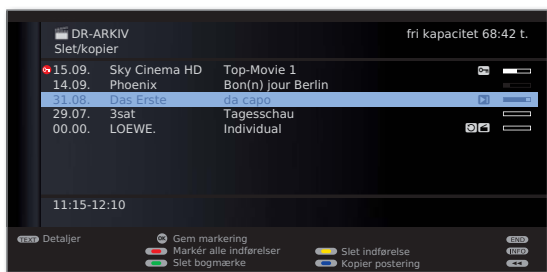 DR-ARKIV fri kapacitet 68:42 t.
Slet/kopier
15.09. Sky Cinema HD Top-Movie 1
14.09. Phoenix Bon(n) jour Berlin
31.08. Das Erste da capo
29.07. 3sat Tagesschau
00.00. LOEWE. Individual
11:15-12:10
TEXT Detaljer OK Gem markering END
Markér alle indførelser Slet indførelse INFO
Slet bogmærke Kopier postering